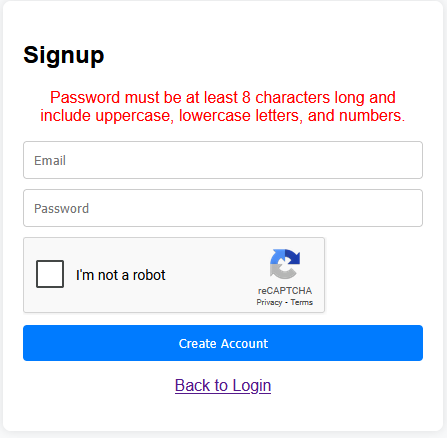 Signup
Password must be at least 8 characters long and
include uppercase, lowercase letters, and numbers.
Email
Password
I'm not a robot
reCAPTCHA
Privacy - Terms
Create Account
Back to Login